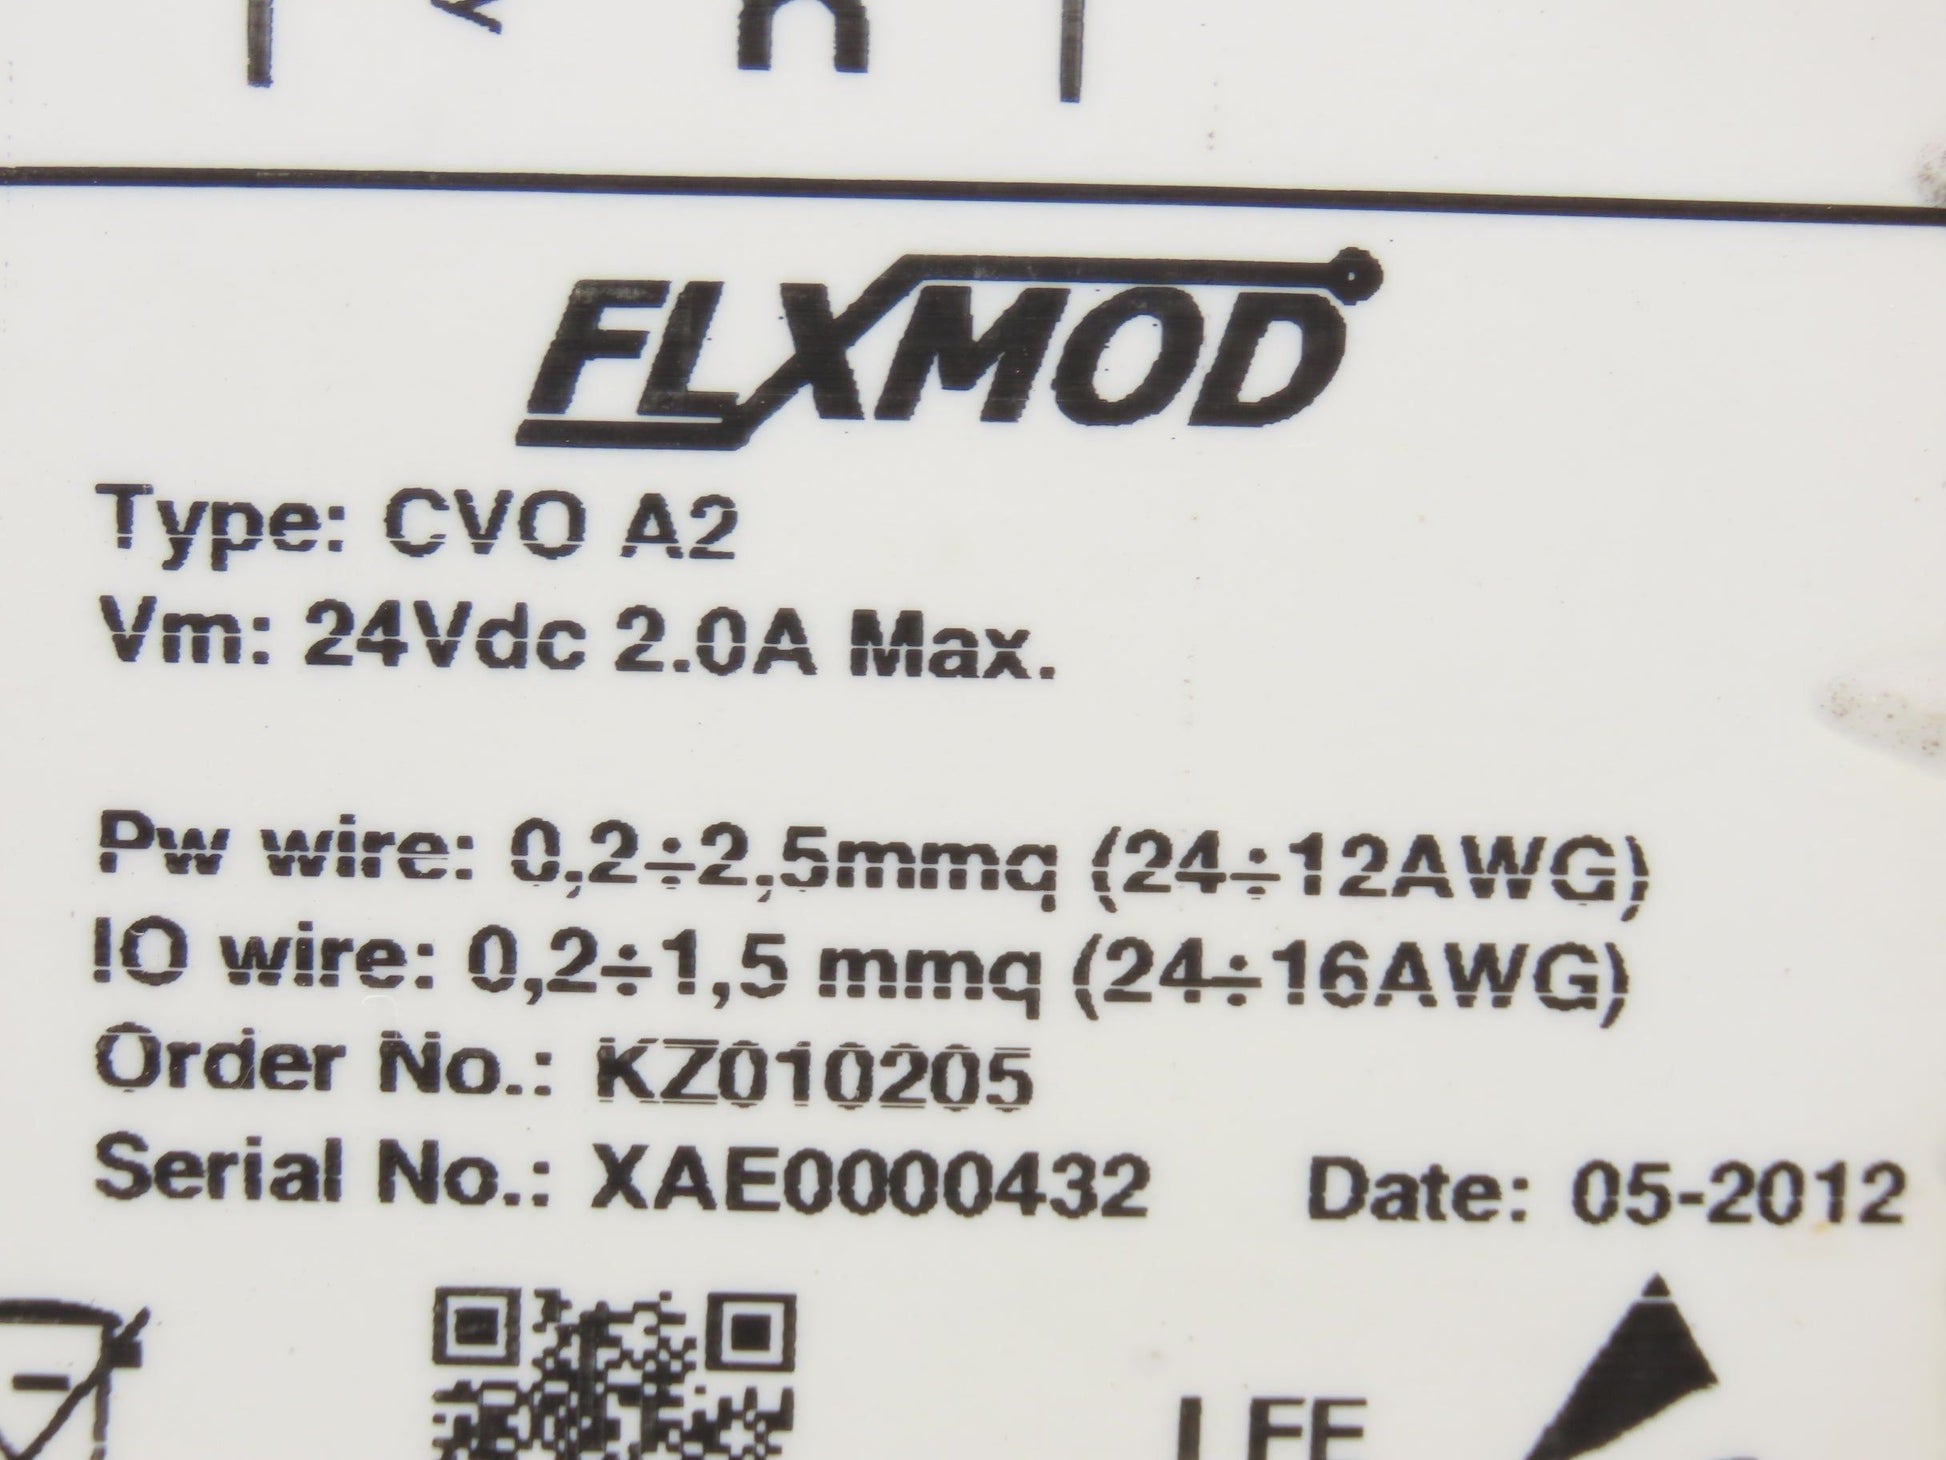 FLXMOD
Type: CVO A2
Vm: 24Vdc 2.0A Max.
Pw wire: 0,2÷2,5mmq (24÷12AWG)
IO wire: 0,2÷1,5 mmq (24÷16AWG)
Order No.: KZ010205
Serial No.: XAE0000432 Date: 05-2012